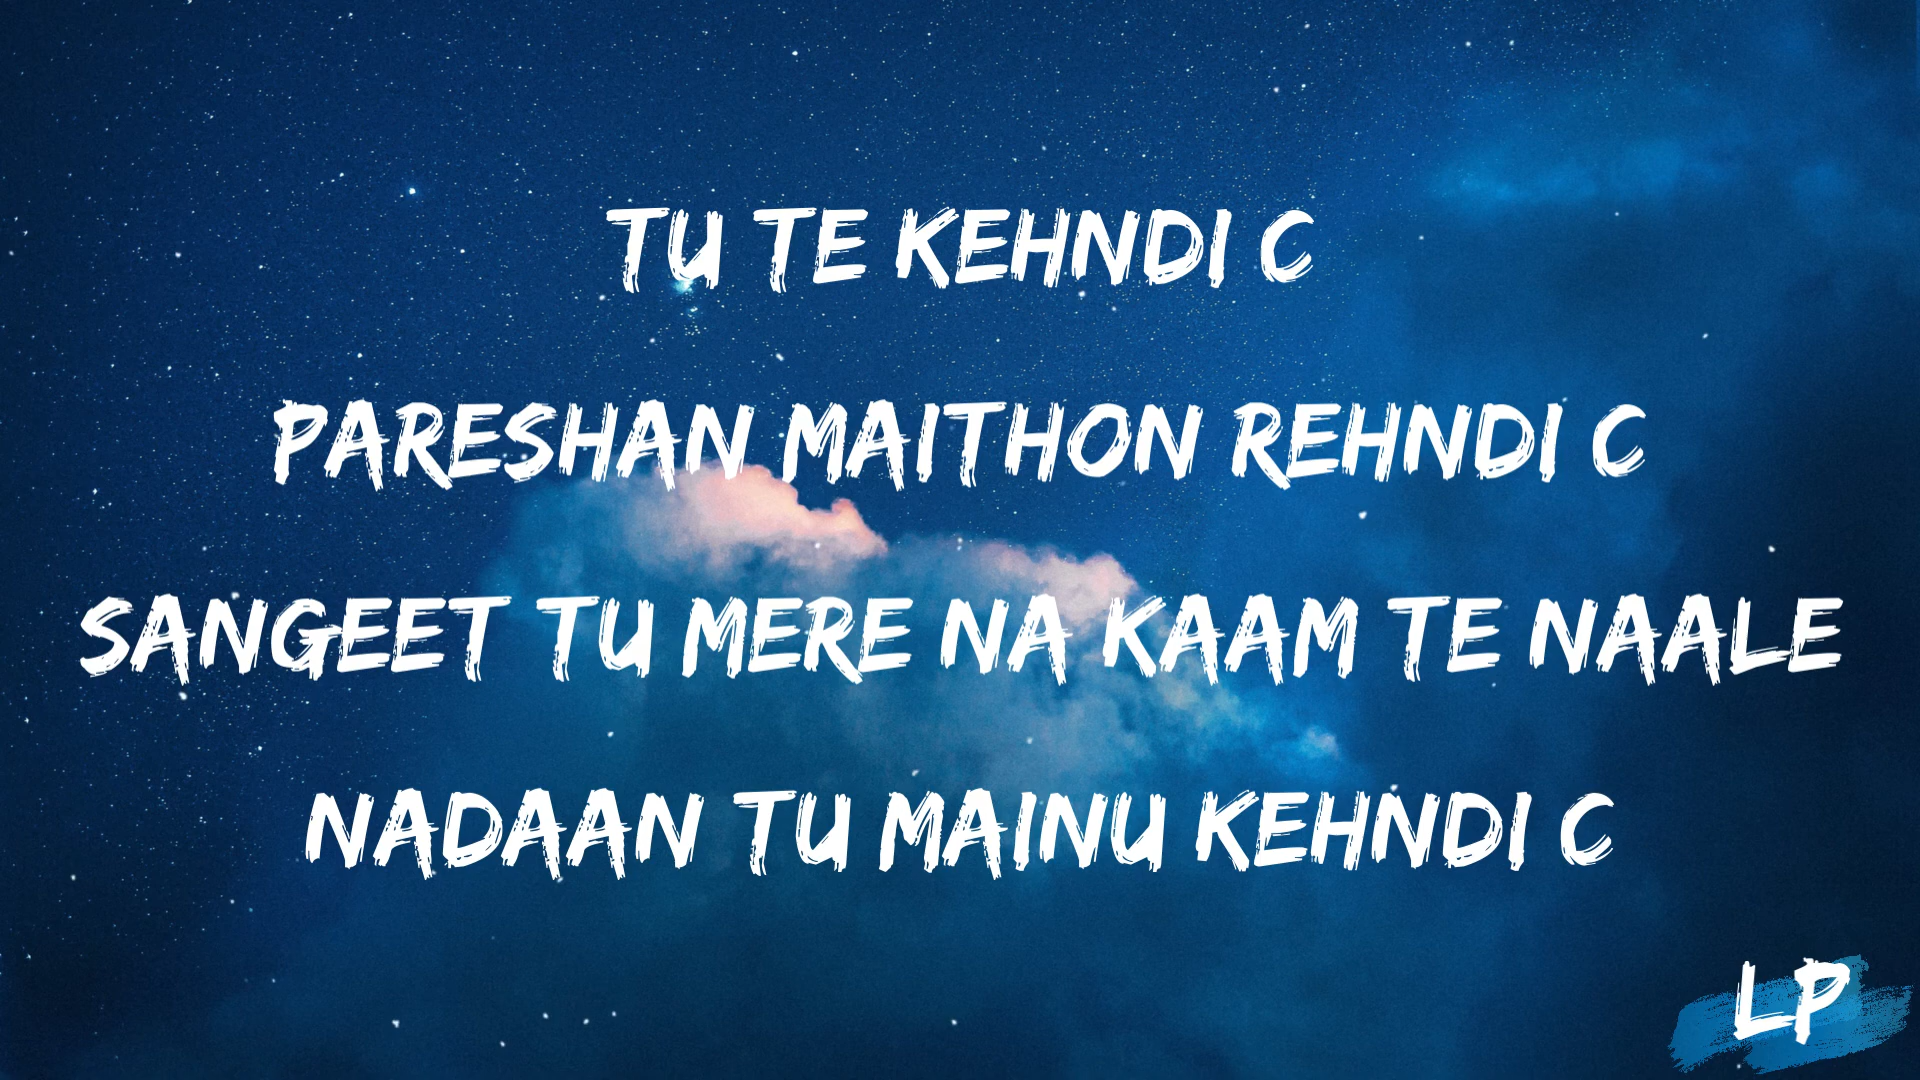 TU TE KEHNDI C
PARESHAN MAITHON REHNDI C
SANGEET TU MERE NA KAAM TE NAALE
NADAAN TU MAINU KEHNDI C
LP